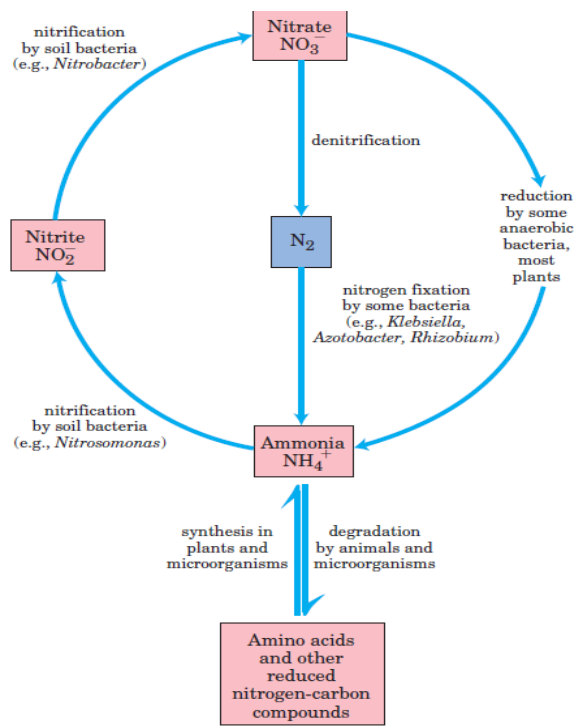 nitrification
by soil bacteria
(e.g., Nitrobacter)
Nitrate
NO₃⁻
denitrification
reduction
by some
anaerobic
bacteria,
most
plants
Nitrite
NO₂⁻
N₂
nitrogen fixation
by some bacteria
(e.g., Klebsiella,
Azotobacter, Rhizobium)
nitrification
by soil bacteria
(e.g., Nitrosomonas)
Ammonia
NH₄⁺
synthesis in
plants and
microorganisms
degradation
by animals and
microorganisms
Amino acids
and other
reduced
nitrogen-carbon
compounds